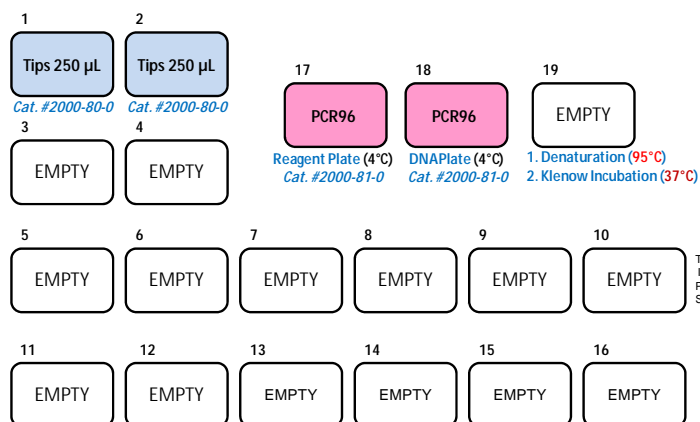 1 2
Tips 250 µL Tips 250 µL
Cat. #2000-80-0 Cat. #2000-80-0
17 18 19
PCR96 PCR96 EMPTY
Reagent Plate (4°C) DNAPlate (4°C) 1. Denaturation (95°C)
Cat. #2000-81-0 Cat. #2000-81-0 2. Klenow Incubation (37°C)
3 4
EMPTY EMPTY
5 6 7 8 9 10
EMPTY EMPTY EMPTY EMPTY EMPTY EMPTY
11 12 13 14 15 16
EMPTY EMPTY EMPTY EMPTY EMPTY EMPTY